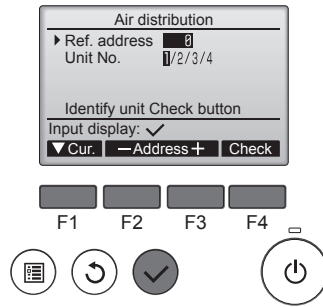 Air distribution
Ref. address 0
Unit No. 1/2/3/4
Identify unit Check button
Input display: ✓
▼ Cur. − Address + Check
F1 F2 F3 F4